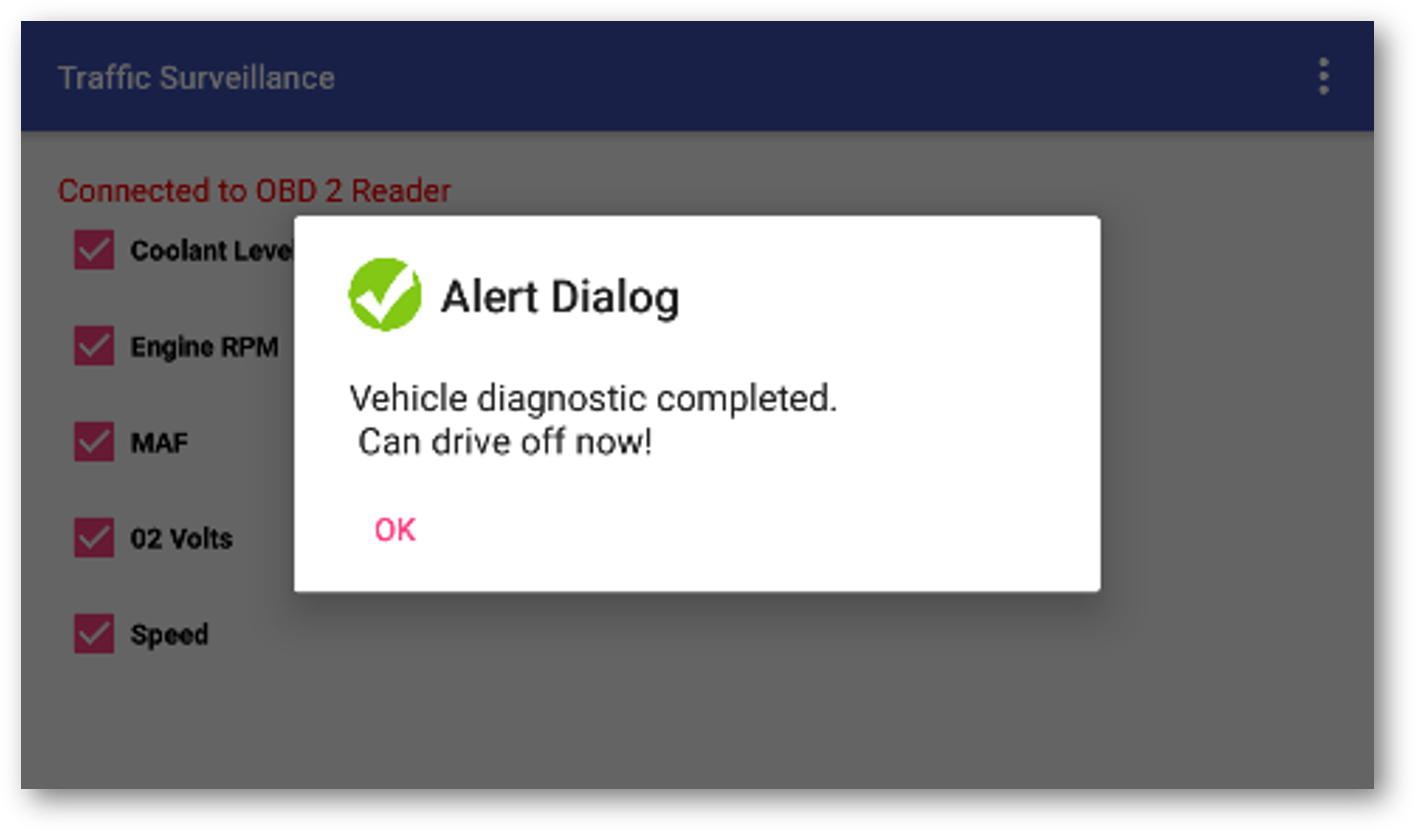 Traffic Surveillance
Connected to OBD 2 Reader
Coolant Level
Engine RPM
MAF
02 Volts
Speed
Alert Dialog
Vehicle diagnostic completed.
Can drive off now!
OK